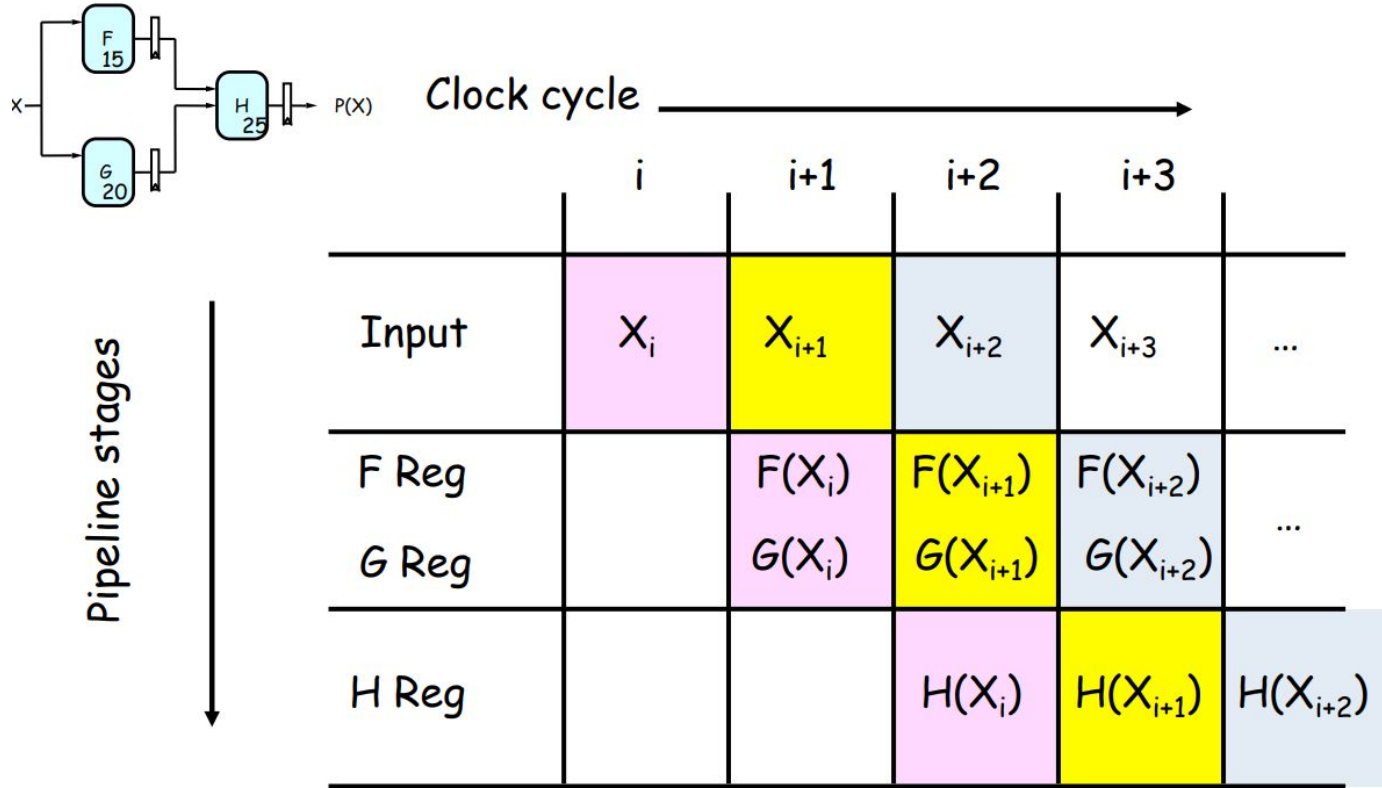 F
15
X
H
25
P(X)
G
20
Clock cycle
i i+1 i+2 i+3
Pipeline stages
Input Xᵢ Xᵢ₊₁ Xᵢ₊₂ Xᵢ₊₃ ...
F Reg F(Xᵢ) F(Xᵢ₊₁) F(Xᵢ₊₂)
...
G Reg G(Xᵢ) G(Xᵢ₊₁) G(Xᵢ₊₂)
H Reg H(Xᵢ) H(Xᵢ₊₁) H(Xᵢ₊₂)